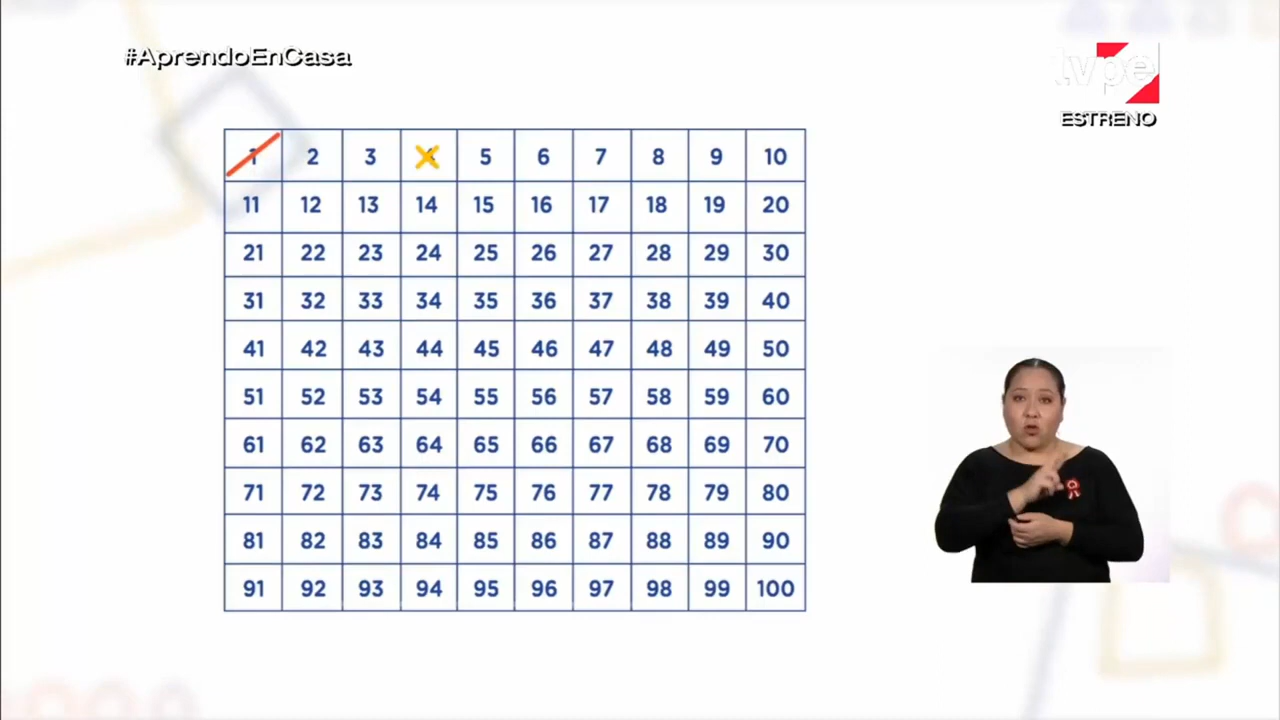 #AprendoEnCasa
tvpe
ESTRENO
1 2 3 4 5 6 7 8 9 10
11 12 13 14 15 16 17 18 19 20
21 22 23 24 25 26 27 28 29 30
31 32 33 34 35 36 37 38 39 40
41 42 43 44 45 46 47 48 49 50
51 52 53 54 55 56 57 58 59 60
61 62 63 64 65 66 67 68 69 70
71 72 73 74 75 76 77 78 79 80
81 82 83 84 85 86 87 88 89 90
91 92 93 94 95 96 97 98 99 100